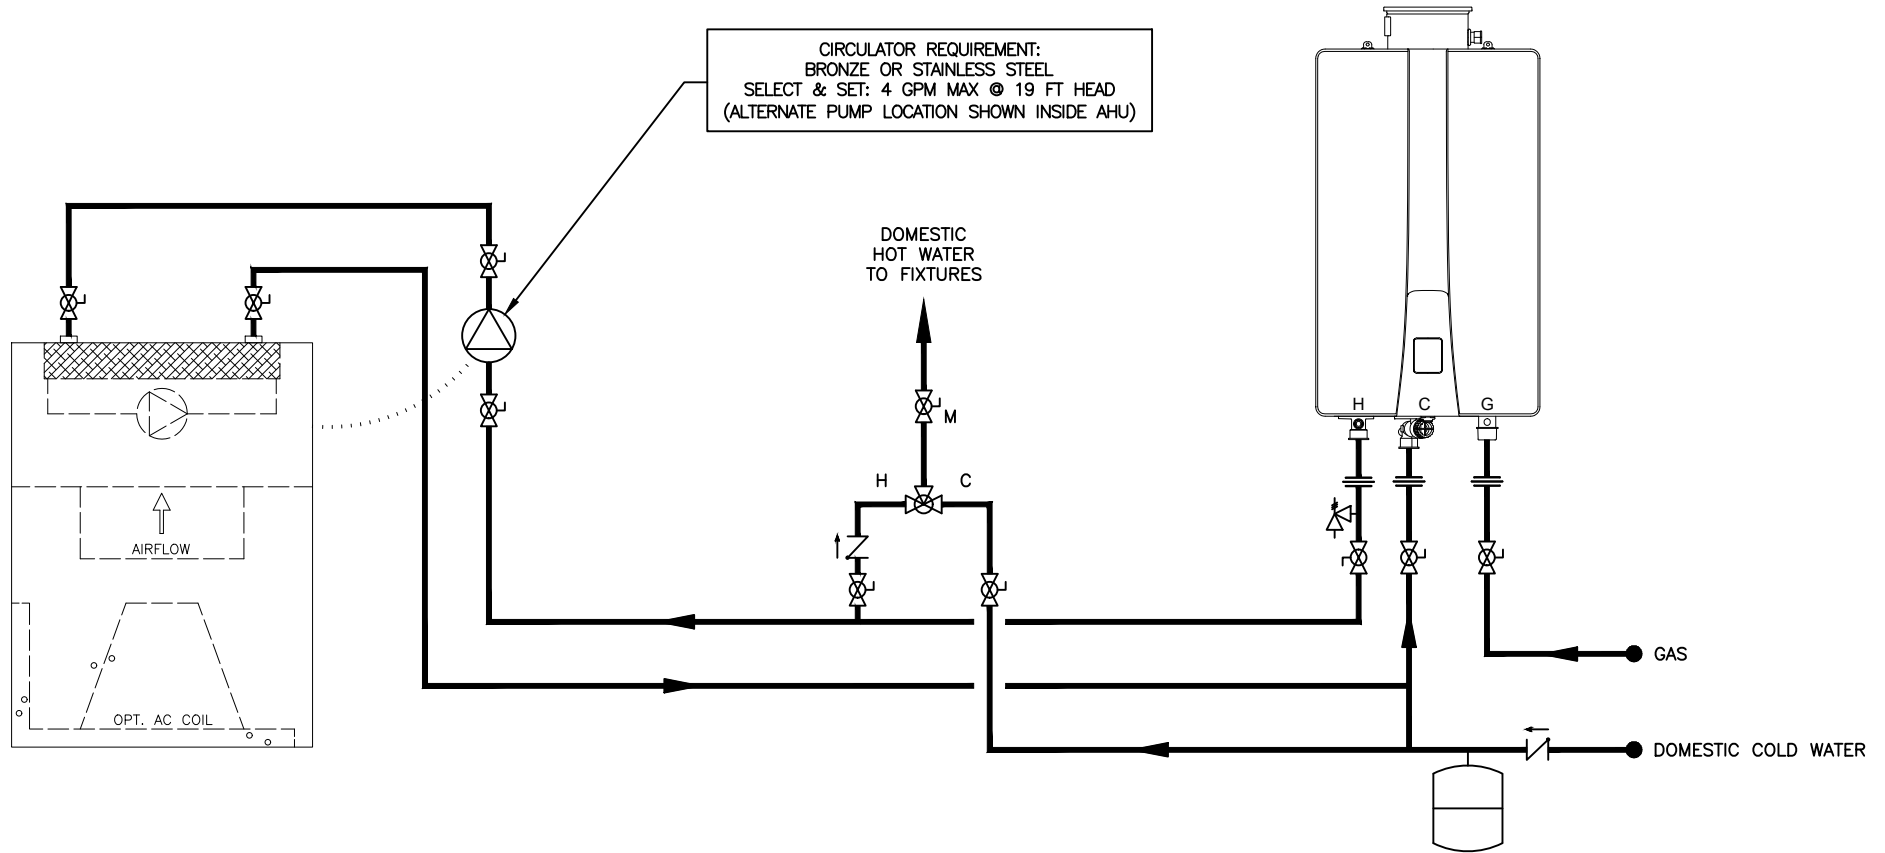 CIRCULATOR REQUIREMENT:
BRONZE OR STAINLESS STEEL
SELECT & SET: 4 GPM MAX @ 19 FT HEAD
(ALTERNATE PUMP LOCATION SHOWN INSIDE AHU)
DOMESTIC
HOT WATER
TO FIXTURES
H C G
M
H C
AIRFLOW
GAS
OPT. AC COIL
DOMESTIC COLD WATER